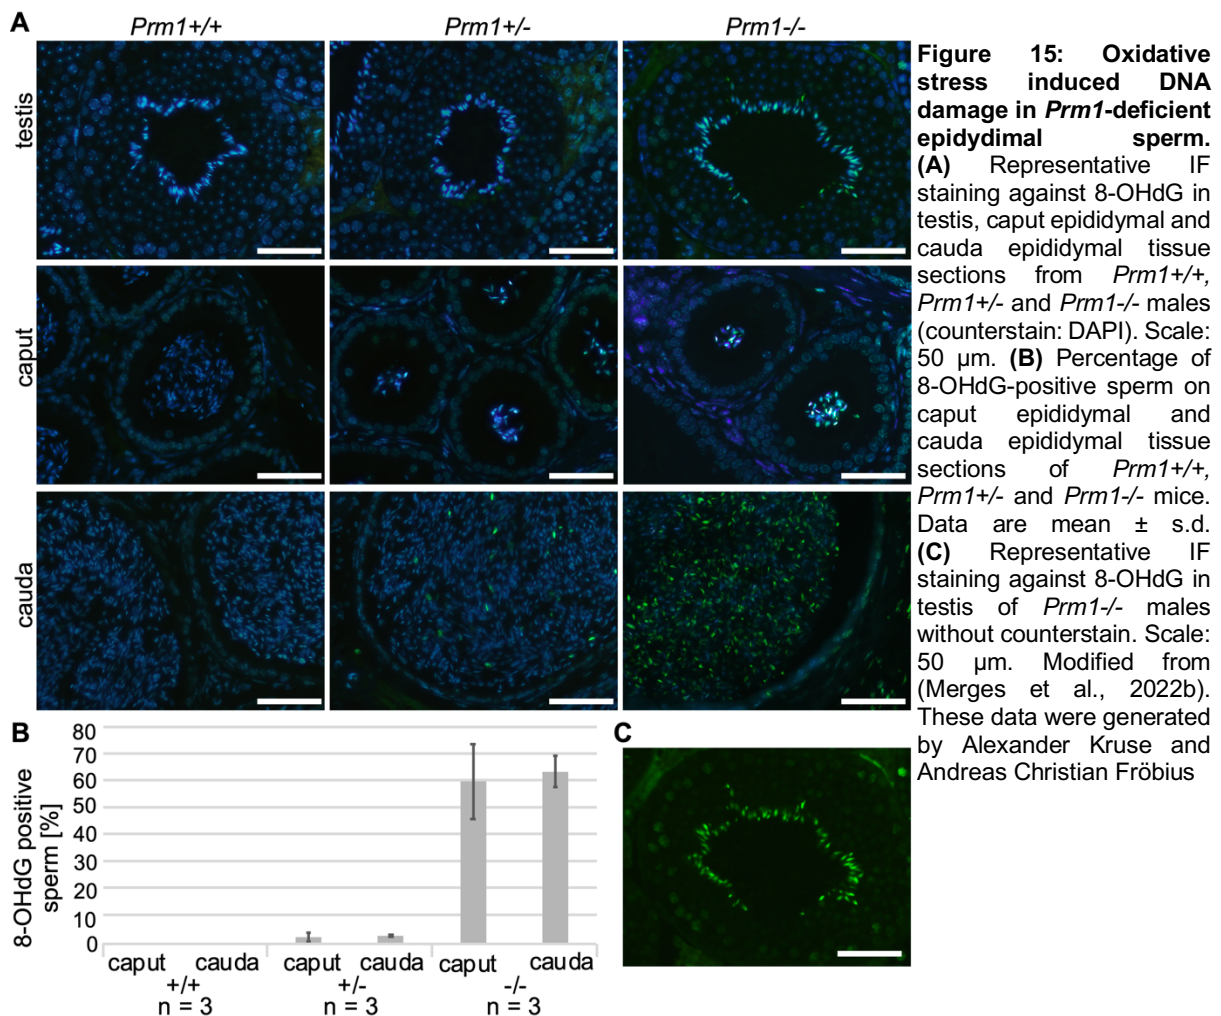 A
Prm1+/+
Prm1+/-
Prm1-/-
testis
caput
cauda
Figure 15: Oxidative
stress induced DNA
damage in Prm1-deficient
epidydimal sperm.
(A) Representative IF
staining against 8-OHdG in
testis, caput epididymal and
cauda epididymal tissue
sections from Prm1+/+,
Prm1+/- and Prm1-/- males
(counterstain: DAPI). Scale:
50 µm. (B) Percentage of
8-OHdG-positive sperm on
caput epididymal and
cauda epididymal tissue
sections of Prm1+/+,
Prm1+/- and Prm1-/- mice.
Data are mean ± s.d.
(C) Representative IF
staining against 8-OHdG in
testis of Prm1-/- males
without counterstain. Scale:
50 µm. Modified from
(Merges et al., 2022b).
These data were generated
by Alexander Kruse and
Andreas Christian Fröbius
B
8-OHdG positive
sperm [%]
80
70
60
50
40
30
20
10
0
caput cauda caput cauda caput cauda
+/+ +/- -/-
n = 3 n = 3 n = 3
C